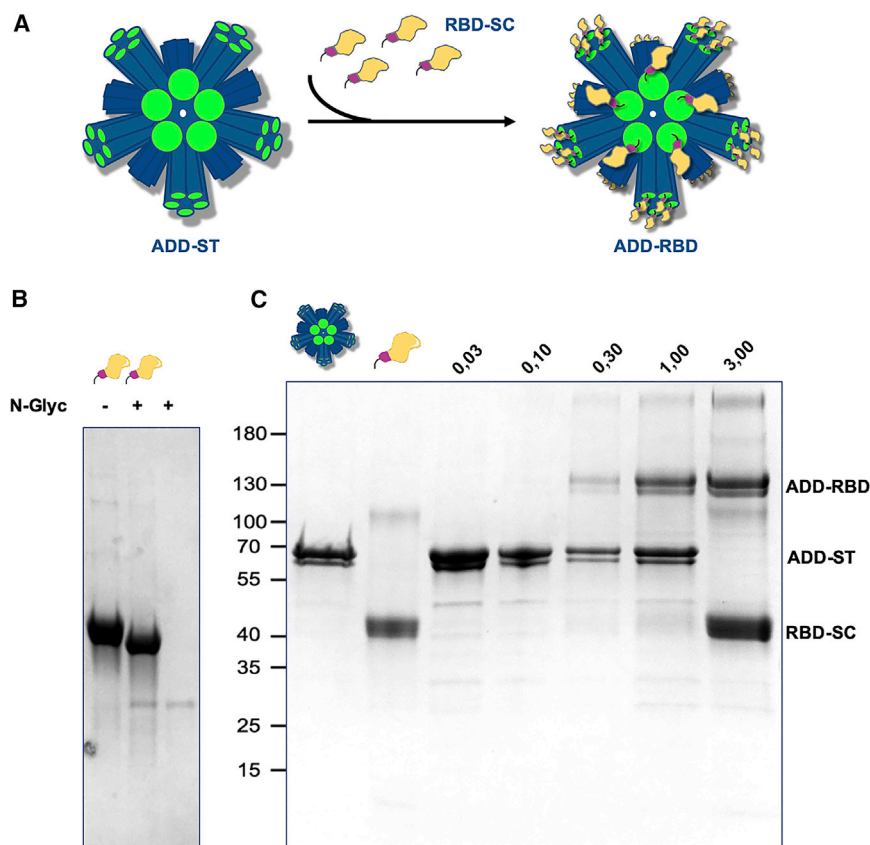 A
RBD-SC
ADD-ST
ADD-RBD
B
N-Glyc - + +
C
0,03 0,10 0,30 1,00 3,00
180
130
100
70
55
40
35
25
15
ADD-RBD
ADD-ST
RBD-SC